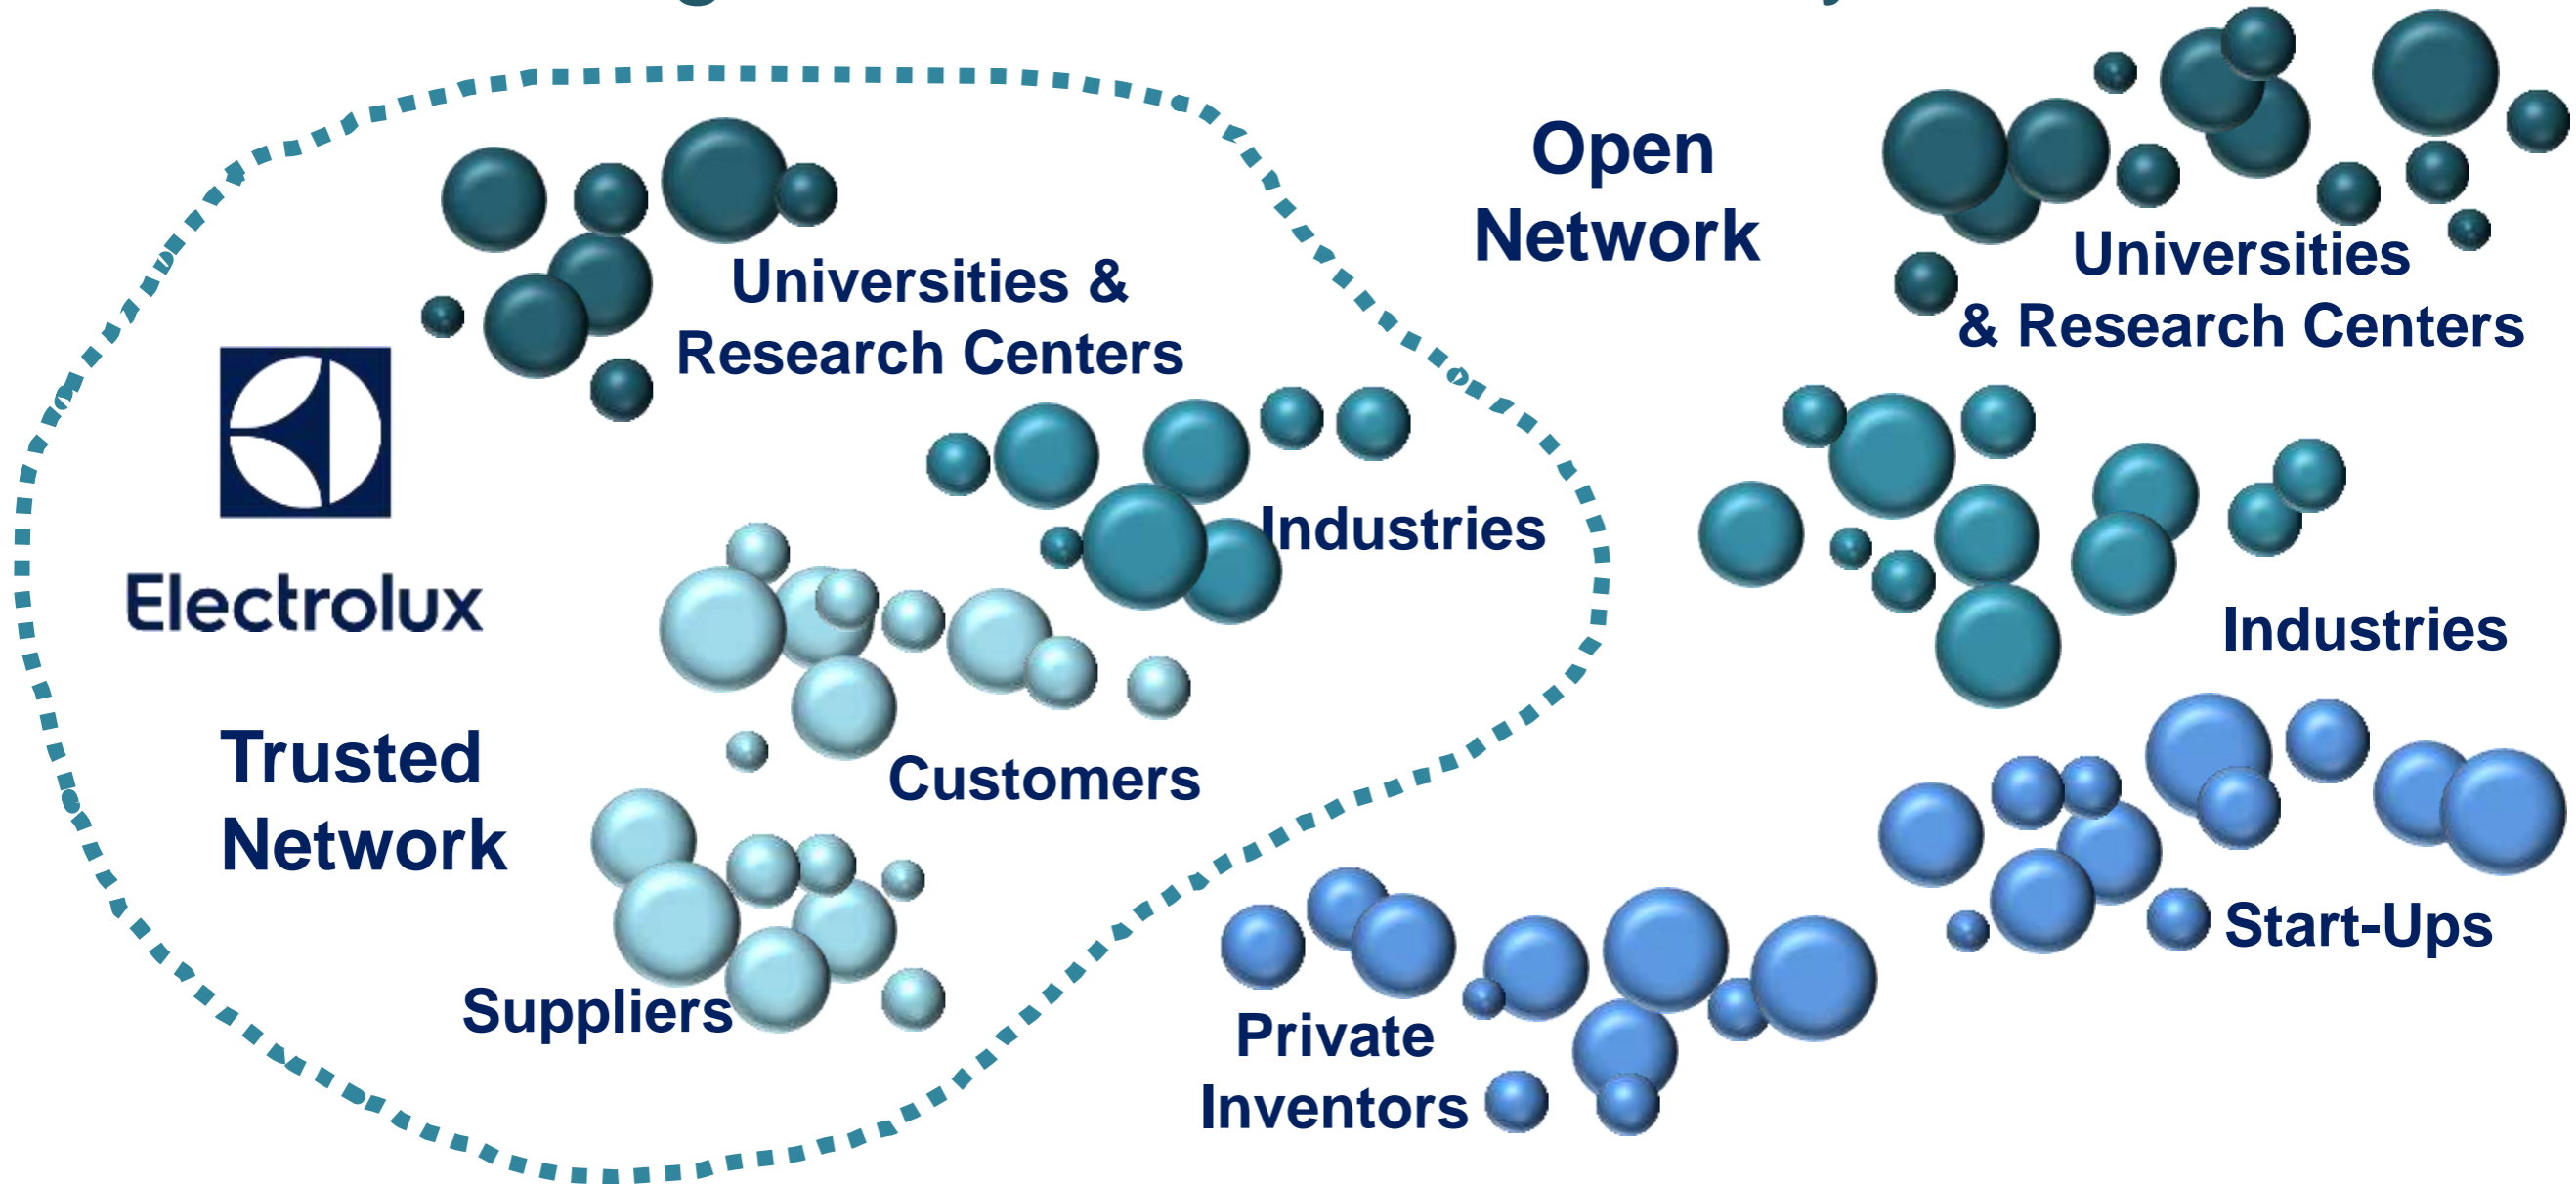 Universities &
Research Centers
Industries
Electrolux
Customers
Trusted
Network
Suppliers
Open
Network
Universities
& Research Centers
Industries
Start-Ups
Private
Inventors